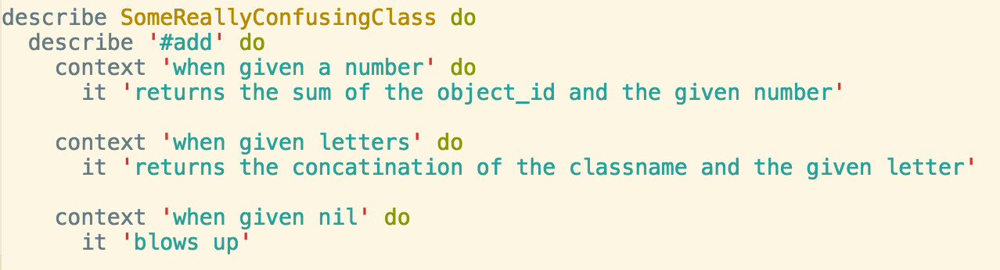 describe SomeReallyConfusingClass do
  describe '#add' do
    context 'when given a number' do
      it 'returns the sum of the object_id and the given number'

    context 'when given letters' do
      it 'returns the concatination of the classname and the given letter'

    context 'when given nil' do
      it 'blows up'